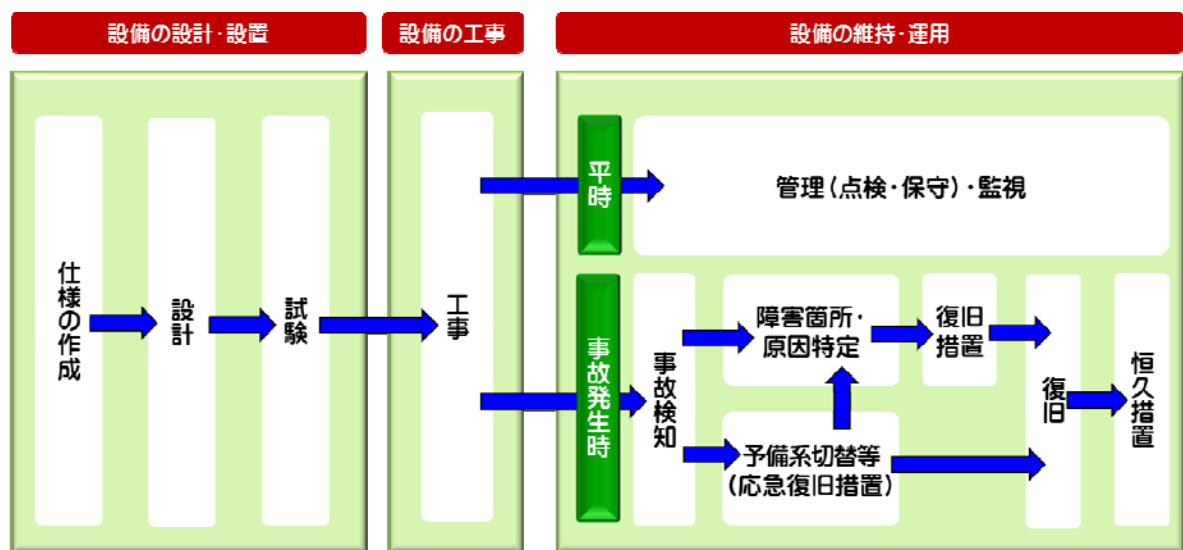 設備の設計・設置
設備の工事
設備の維持・運用
仕様の作成
設計
試験
工事
平時
管理(点検・保守)・監視
事故発生時
事故検知
障害箇所・
原因特定
復旧
措置
予備系切替等
(応急復旧措置)
復旧
恒久措置